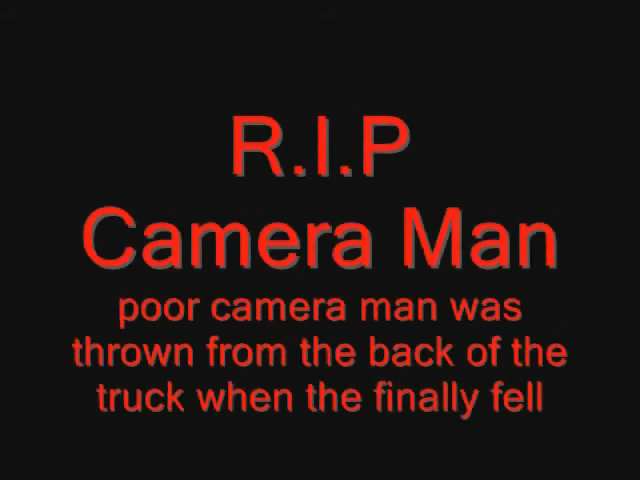 R.I.P
Camera Man
poor camera man was
thrown from the back of the
truck when the finally fell